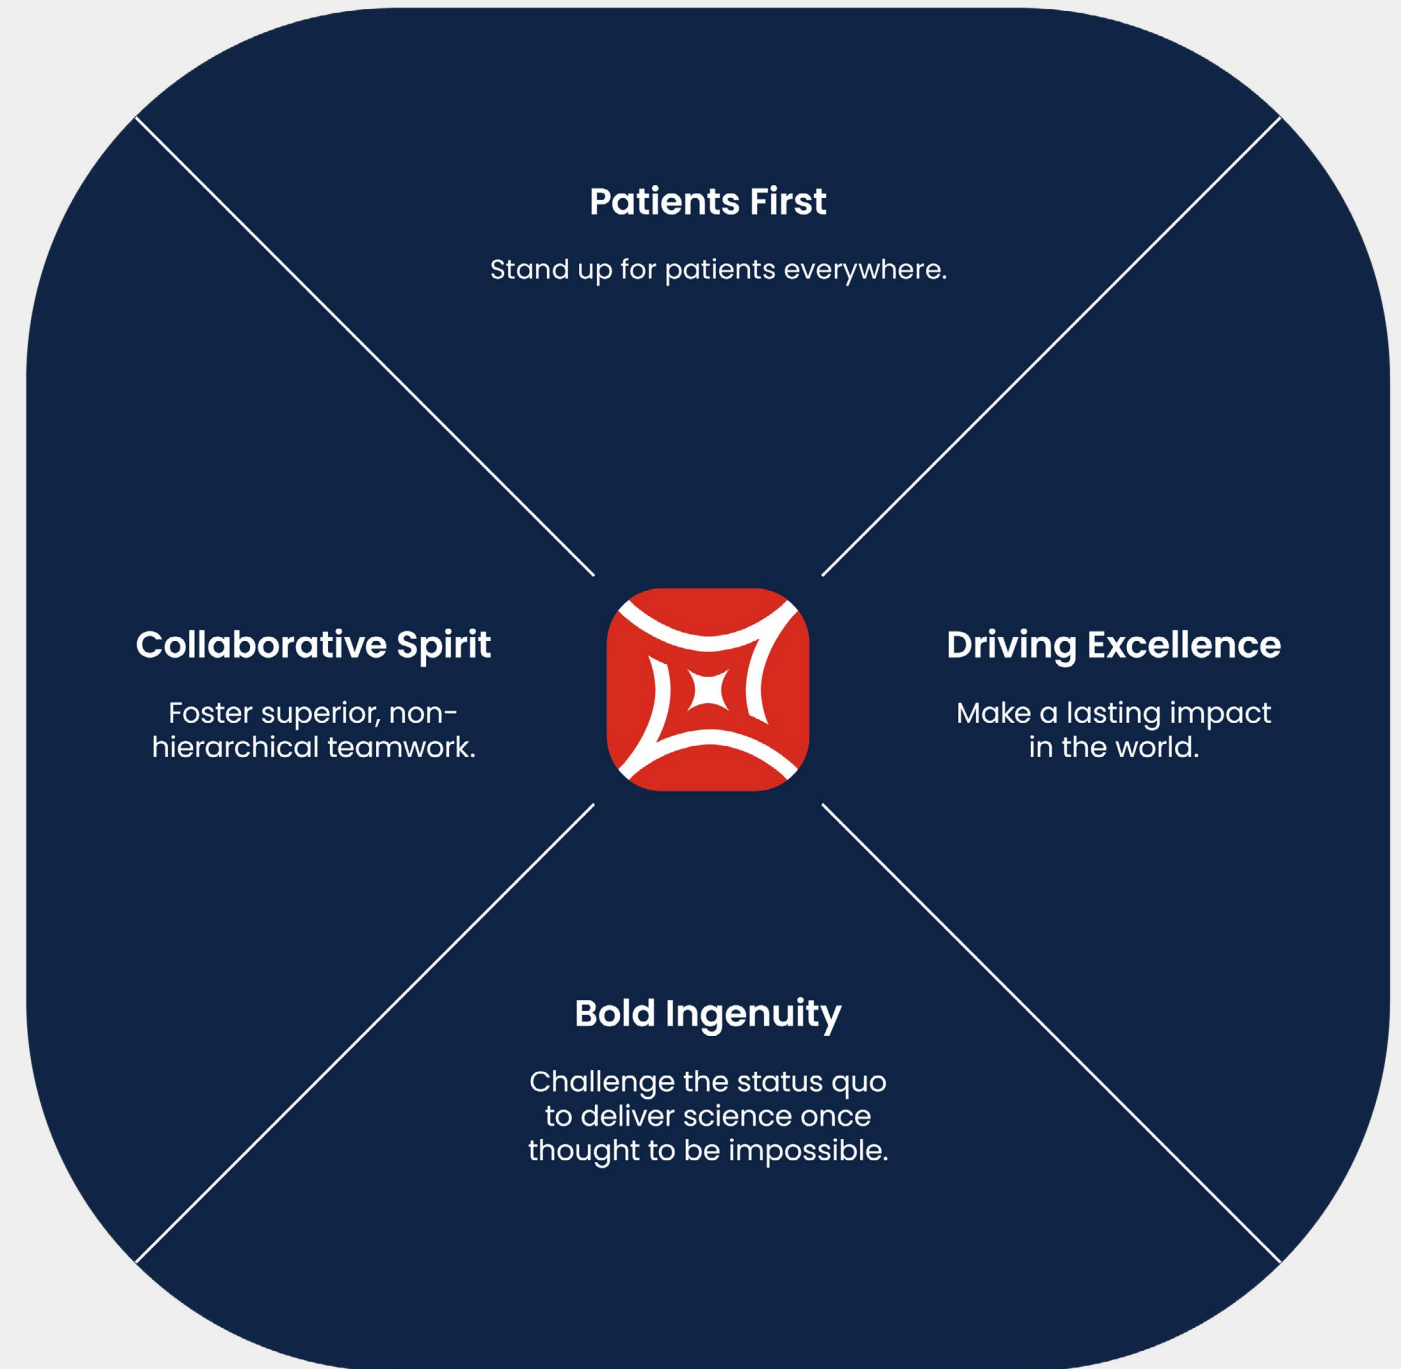 Patients First
Stand up for patients everywhere.
Collaborative Spirit
Foster superior, non-
hierarchical teamwork.
Driving Excellence
Make a lasting impact
in the world.
Bold Ingenuity
Challenge the status quo
to deliver science once
thought to be impossible.